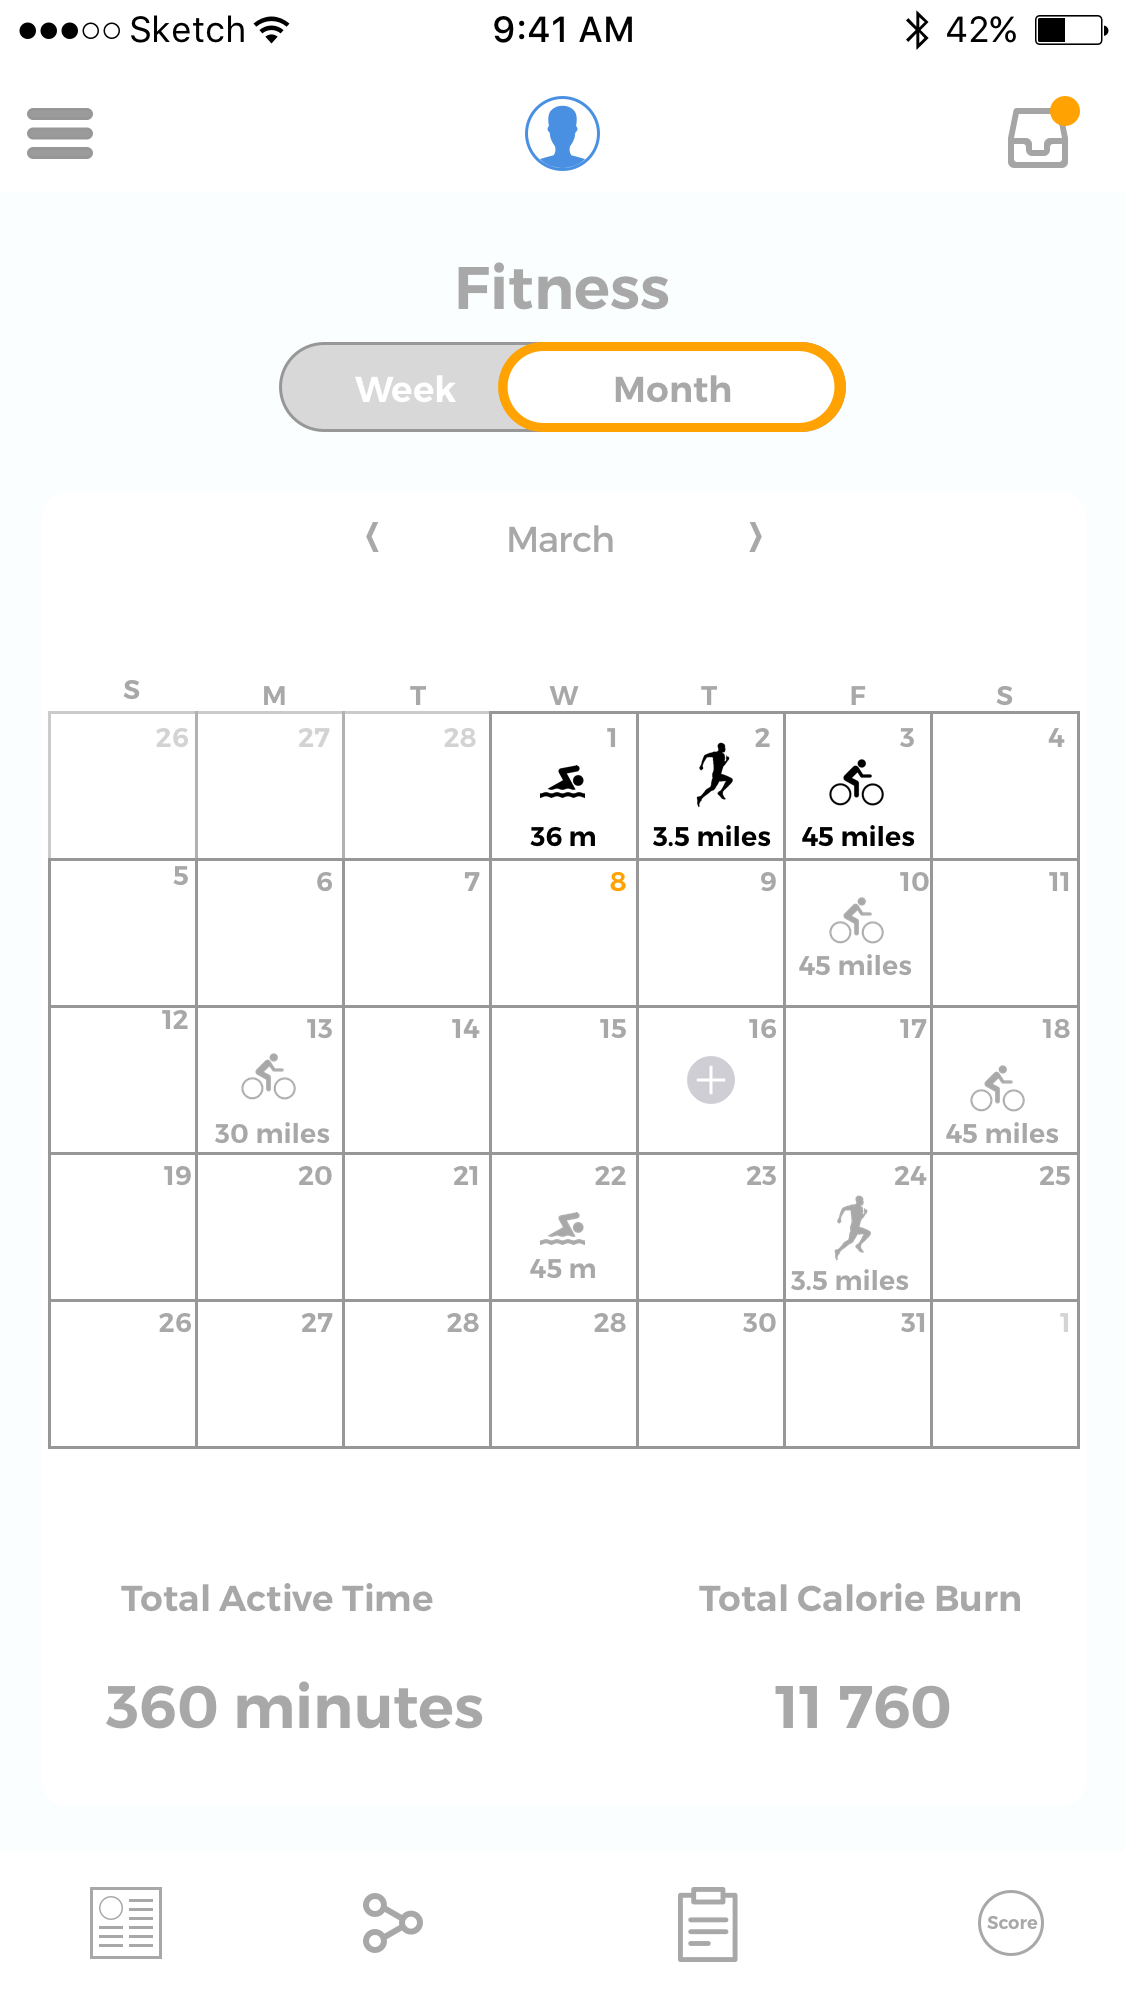 Sketch 9:41 AM 42%
Fitness
Week Month
March
S M T W T F S
26 27 28 1 2 3 4
36 m 3.5 miles 45 miles
5 6 7 8 9 10 11
45 miles
12 13 14 15 16 17 18
30 miles 45 miles
19 20 21 22 23 24 25
45 m 3.5 miles
26 27 28 28 30 31 1
Total Active Time Total Calorie Burn
360 minutes 11 760
Score